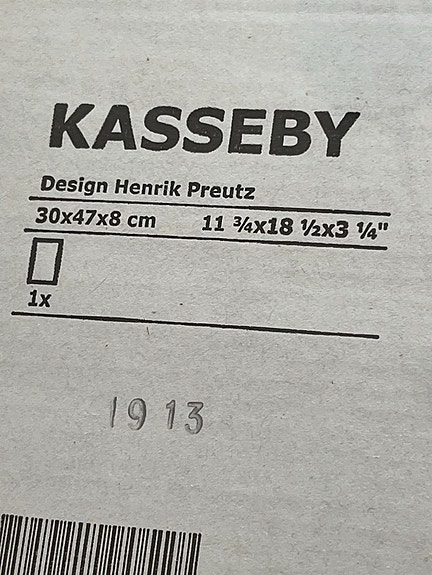 KASSEBY
Design Henrik Preutz
30x47x8 cm 11 ¾x18 ½x3 ¼"
1x
1913